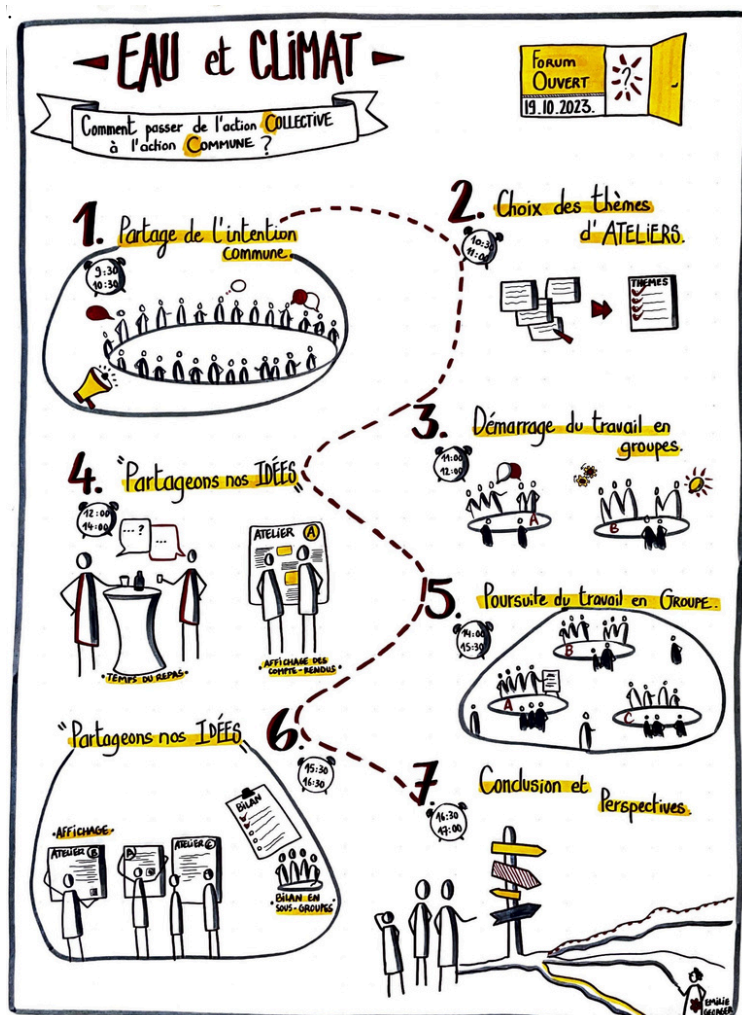 EAU et CLiMAT
Comment passer de l'action COLLECTIVE
à l'action COMMUNE ?
FORUM
OUVERT
?
19.10.2023.
1. Partage de l'intention
COMMUNE.
9:30
10:30
2. Choix des thèmes
d'ATELIERS.
10:30
11:00
THÈMES
3. Démarrage du travail en
groupes.
11:00
12:00
A
B
4. "Partageons nos IDÉES"
12:00
14:00
...?
...
TEMPS DU REPAS.
ATELIER A
AFFICHAGE DES
COMPTE-RENDUS
5. Poursuite du travail en GROUPE.
14:00
15:30
B
A
C
6. "Partageons nos IDÉES
15:30
16:30
• AFFICHAGE •
ATELIER B
A
ATELIER C
BiLAN
• BILAN EN
SOUS-GROUPES •
7. Conclusion et
Perspectives.
16:30
17:00
EMILIE